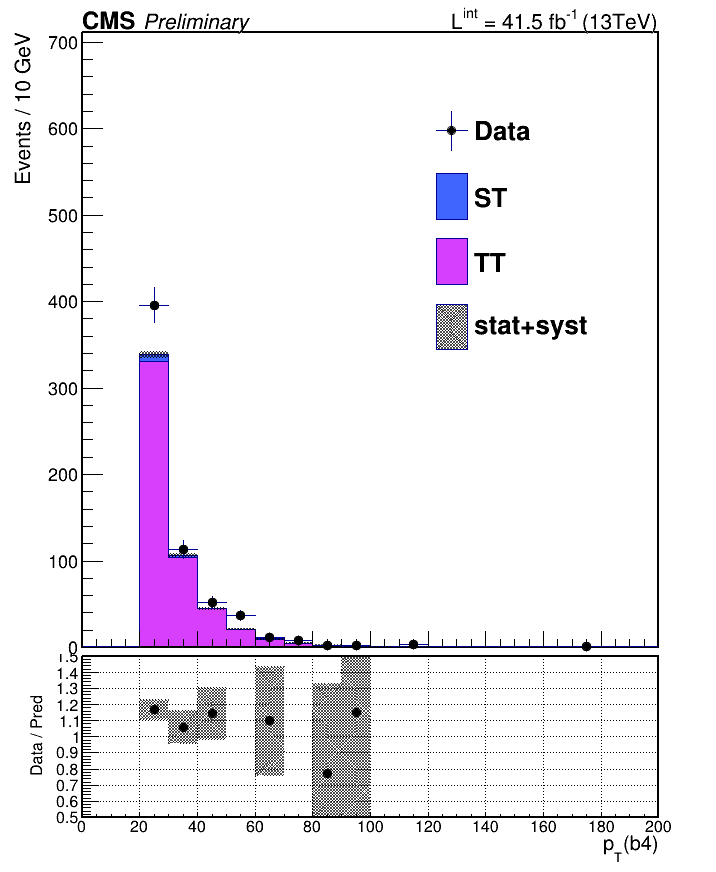 CMS Preliminary
L^int = 41.5 fb^-1 (13TeV)
Events / 10 GeV
700
600
500
400
300
200
100
0
Data
ST
TT
stat+syst
Data / Pred
1.5
1.4
1.3
1.2
1.1
1
0.9
0.8
0.7
0.6
0.5
0 20 40 60 80 100 120 140 160 180 200
p_T(b4)